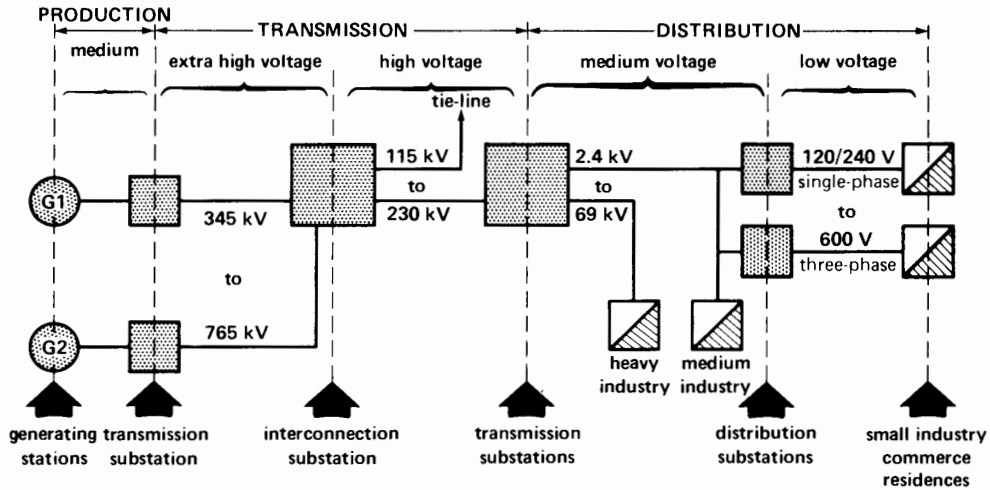 PRODUCTION
TRANSMISSION
DISTRIBUTION
medium
extra high voltage
high voltage
medium voltage
low voltage
tie-line
115 kV
to
230 kV
2.4 kV
to
69 kV
120/240 V
single-phase
to
600 V
three-phase
G1
345 kV
to
765 kV
G2
heavy
industry
medium
industry
generating
stations
transmission
substation
interconnection
substation
transmission
substations
distribution
substations
small industry
commerce
residences